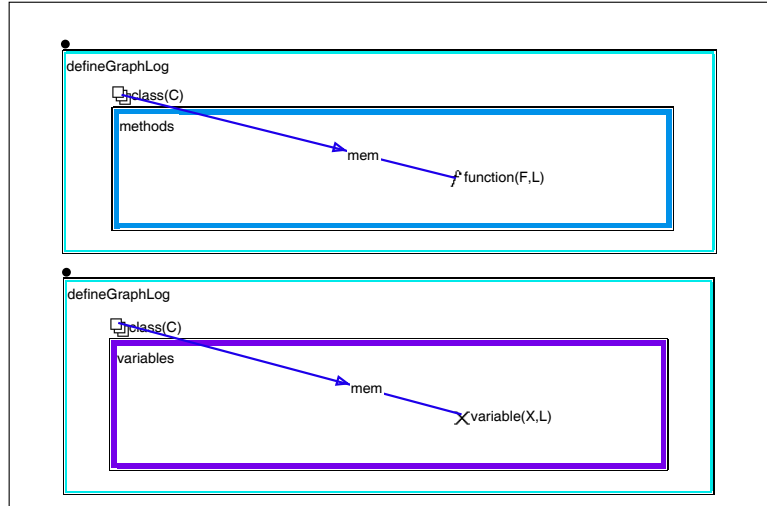 defineGraphLog
class(C)
methods
mem
function(F,L)
defineGraphLog
class(C)
variables
mem
variable(X,L)